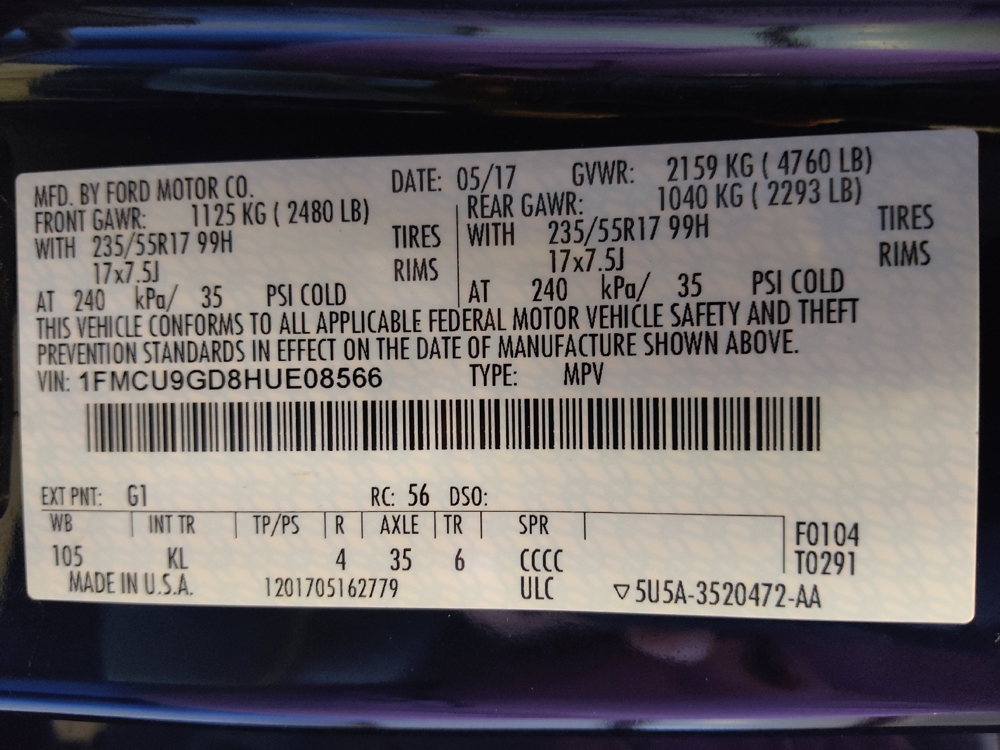 MFD. BY FORD MOTOR CO. DATE: 05/17 GVWR: 2159 KG ( 4760 LB)
FRONT GAWR: 1125 KG ( 2480 LB) REAR GAWR: 1040 KG ( 2293 LB)
WITH 235/55R17 99H TIRES WITH 235/55R17 99H TIRES
17x7.5J RIMS 17x7.5J RIMS
AT 240 kPa/ 35 PSI COLD AT 240 kPa/ 35 PSI COLD
THIS VEHICLE CONFORMS TO ALL APPLICABLE FEDERAL MOTOR VEHICLE SAFETY AND THEFT
PREVENTION STANDARDS IN EFFECT ON THE DATE OF MANUFACTURE SHOWN ABOVE.
VIN: 1FMCU9GD8HUE08566 TYPE: MPV
EXT PNT: G1 RC: 56 DSO:
WB INT TR TP/PS R AXLE TR SPR F0104
105 KL 4 35 6 CCCC T0291
MADE IN U.S.A. 1201705162779 ULC ▽5U5A-3520472-AA